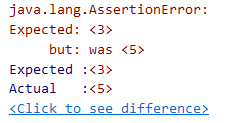 java.lang.AssertionError:
Expected: <3>
     but: was <5>
Expected :<3>
Actual   :<5>
<Click to see difference>